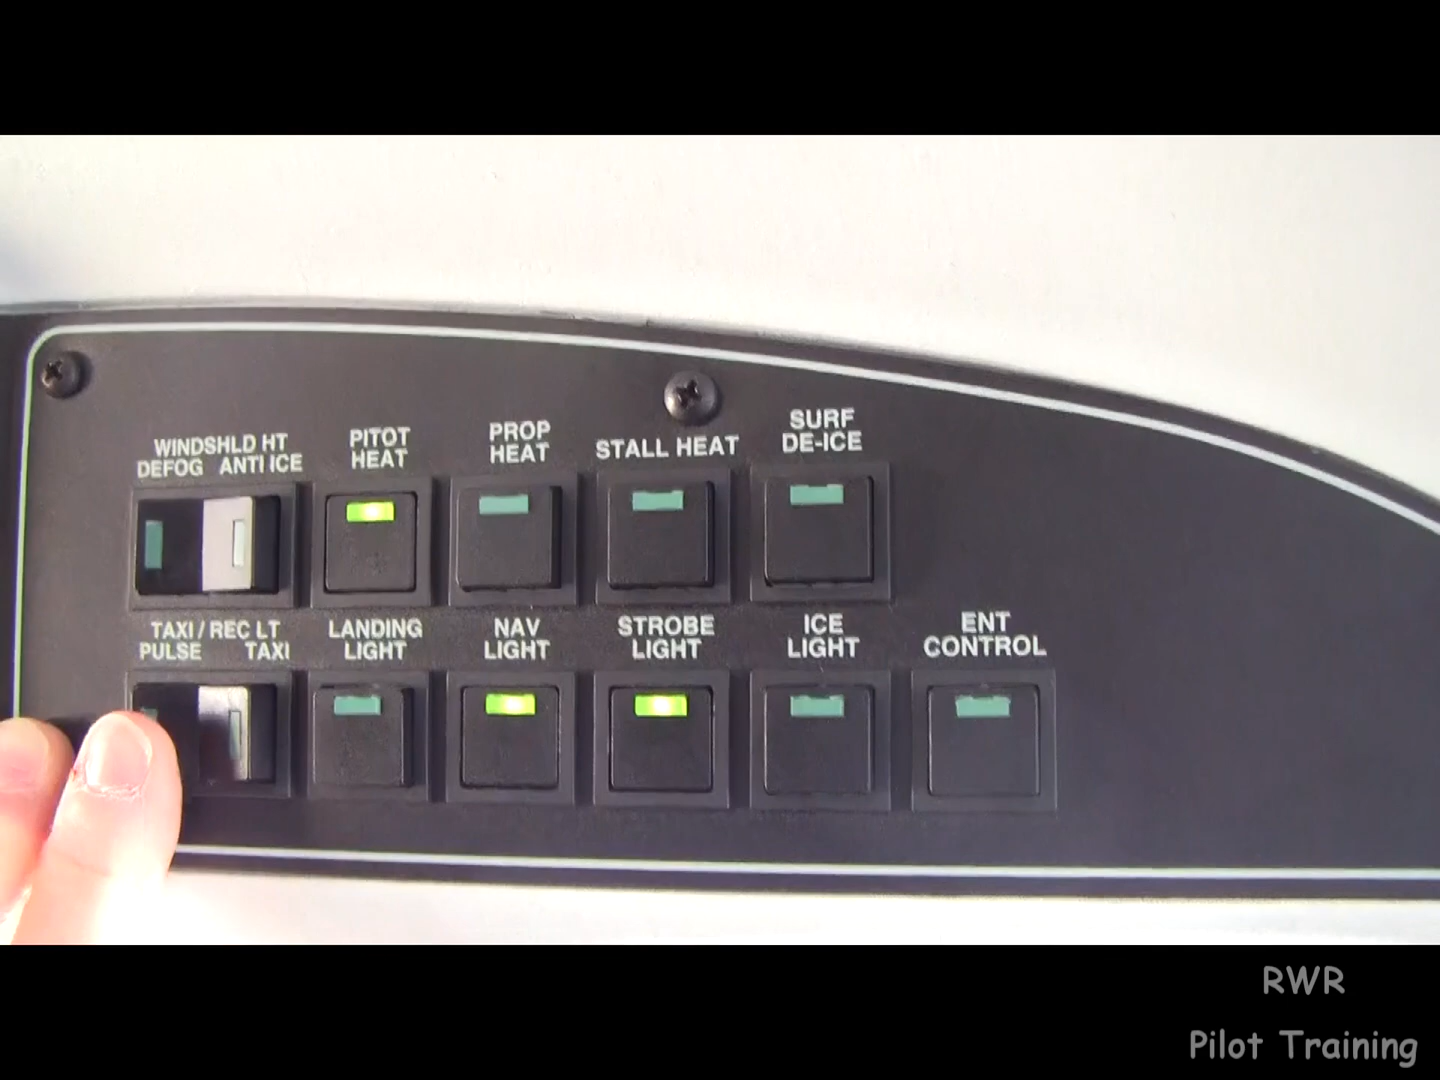 WINDSHLD HT
DEFOG ANTI ICE
PITOT
HEAT
PROP
HEAT
STALL HEAT
SURF
DE-ICE
TAXI / REC LT
PULSE TAXI
LANDING
LIGHT
NAV
LIGHT
STROBE
LIGHT
ICE
LIGHT
ENT
CONTROL
RWR
Pilot Training